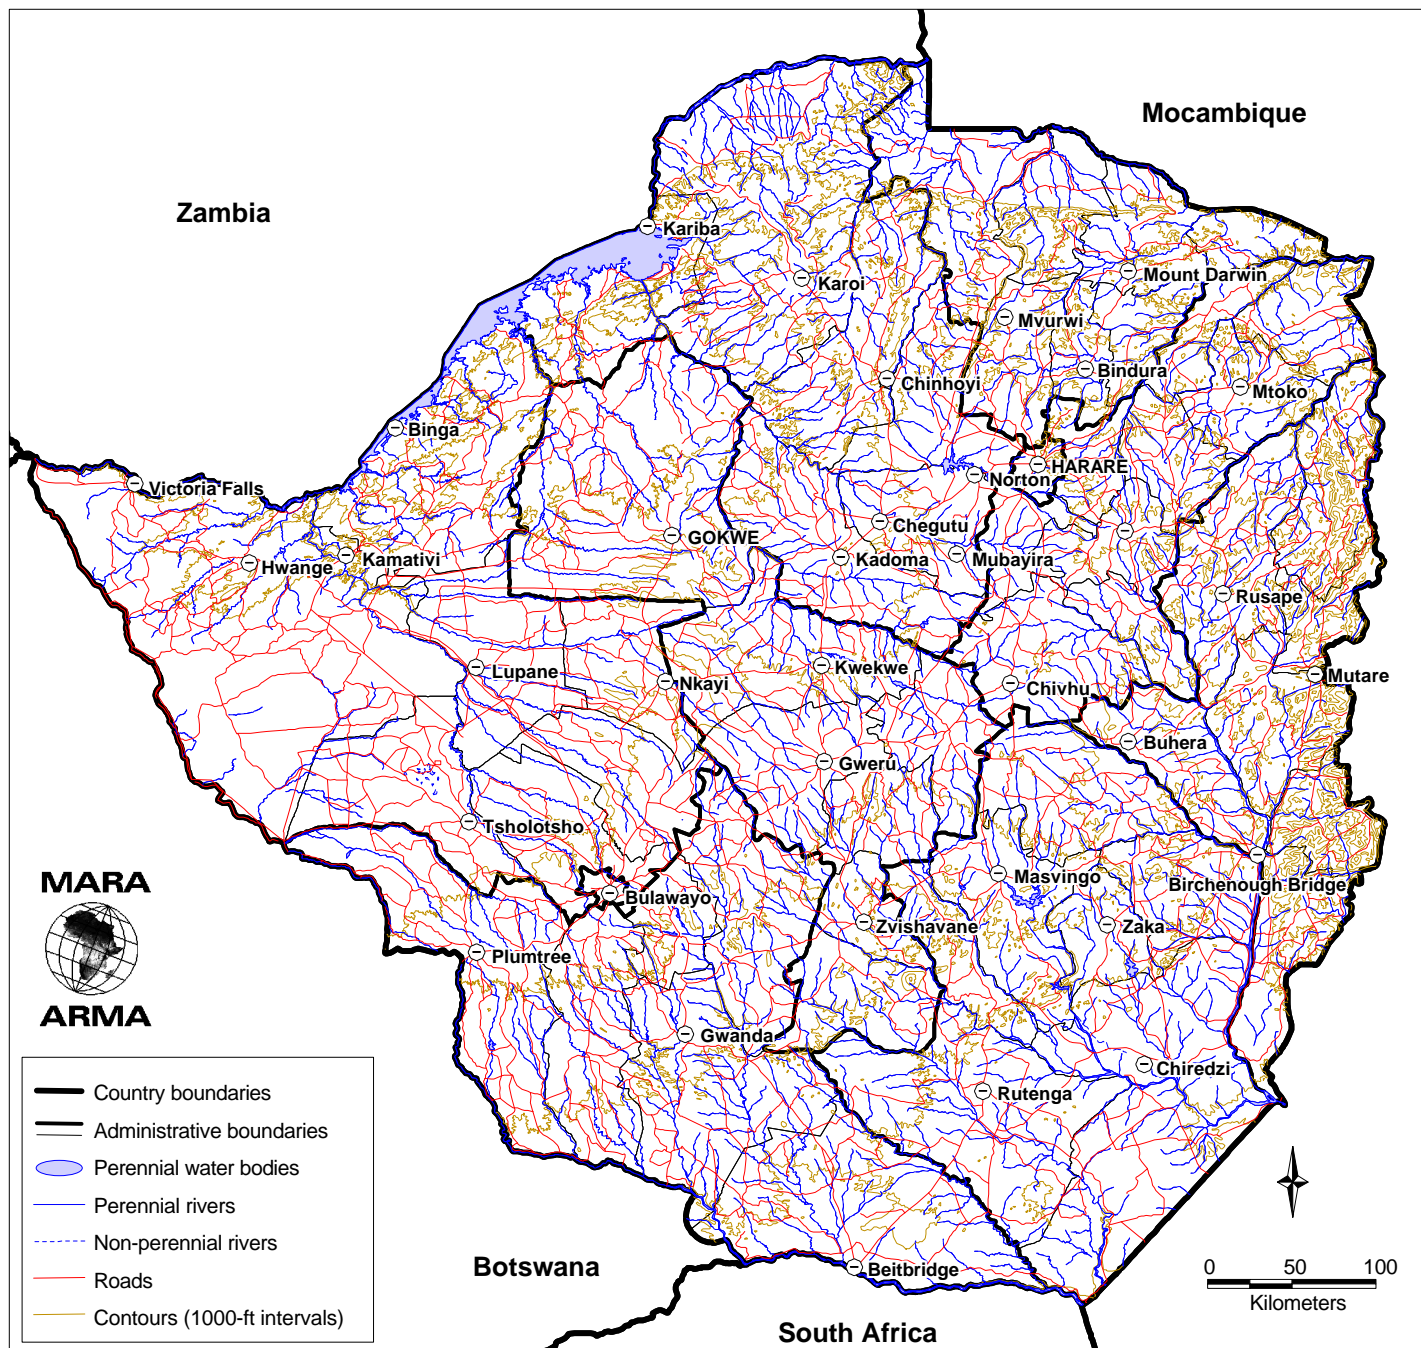 Mocambique
Zambia
Kariba
Karoi
Mount Darwin
Mvurwi
Bindura
Chinhoyi
Mtoko
Binga
HARARE
Norton
Victoria Falls
Chegutu
GOKWE
Kamativi
Hwange
Kadoma
Mubayira
Rusape
Lupane
Kwekwe
Nkayi
Chivhu
Mutare
Buhera
Gweru
Tsholotsho
Masvingo
Birchenough Bridge
MARA
Bulawayo
Zvishavane
Zaka
Plumtree
ARMA
Gwanda
Chiredzi
Rutenga
Country boundaries
Administrative boundaries
Perennial water bodies
Perennial rivers
Non-perennial rivers
Roads
Contours (1000-ft intervals)
Botswana
Beitbridge
0 50 100
Kilometers
South Africa